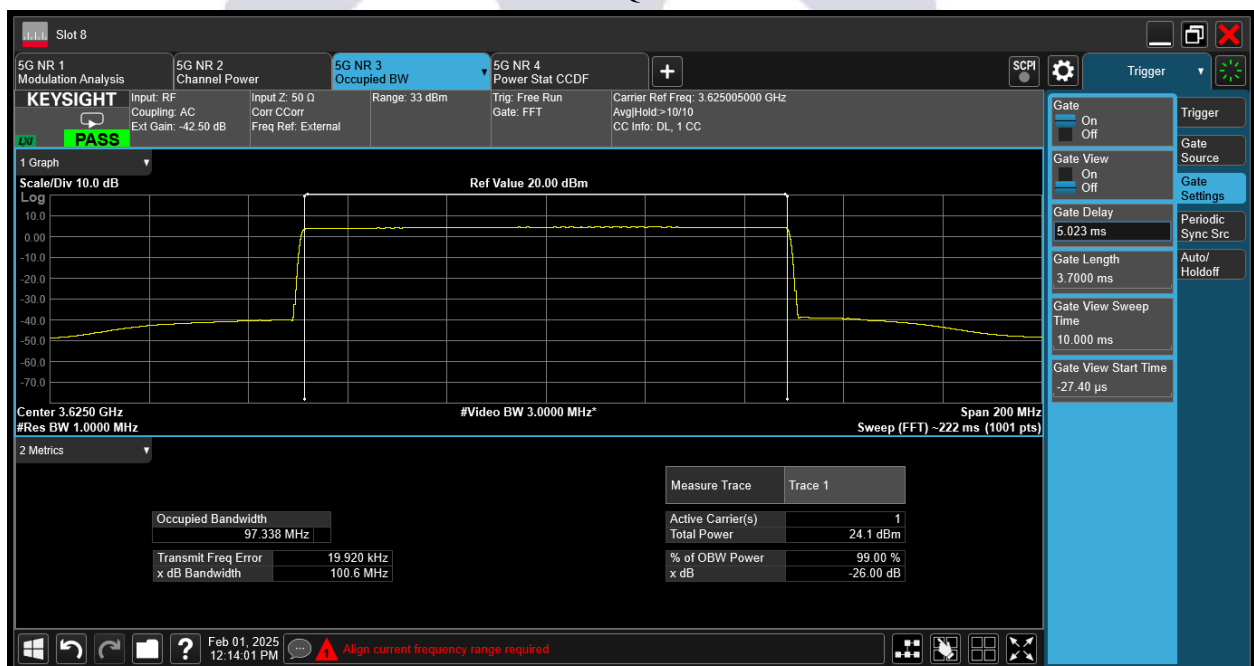 Slot 8
5G NR 1
Modulation Analysis
5G NR 2
Channel Power
5G NR 3
Occupied BW
5G NR 4
Power Stat CCDF
SCPI
Trigger
KEYSIGHT
LXI
PASS
Input: RF
Coupling: AC
Ext Gain: -42.50 dB
Input Z: 50 Ω
Corr CCorr
Freq Ref: External
Range: 33 dBm
Trig: Free Run
Gate: FFT
Carrier Ref Freq: 3.625005000 GHz
Avg|Hold:>10/10
CC Info: DL, 1 CC
1 Graph
Scale/Div 10.0 dB
Ref Value 20.00 dBm
Log
10.0
0.00
-10.0
-20.0
-30.0
-40.0
-50.0
-60.0
-70.0
Center 3.6250 GHz
#Video BW 3.0000 MHz*
Span 200 MHz
#Res BW 1.0000 MHz
Sweep (FFT) ~222 ms (1001 pts)
2 Metrics
Measure Trace Trace 1
Occupied Bandwidth
97.338 MHz
Active Carrier(s) 1
Total Power 24.1 dBm
Transmit Freq Error 19.920 kHz
x dB Bandwidth 100.6 MHz
% of OBW Power 99.00 %
x dB -26.00 dB
Gate
On
Off
Gate View
On
Off
Gate Delay
5.023 ms
Gate Length
3.7000 ms
Gate View Sweep
Time
10.000 ms
Gate View Start Time
-27.40 µs
Trigger
Gate
Source
Gate
Settings
Periodic
Sync Src
Auto/
Holdoff
?
Feb 01, 2025
12:14:01 PM
1
Align current frequency range required